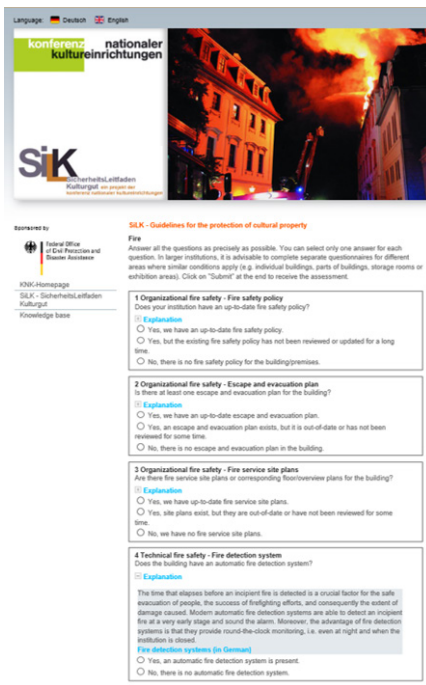 Language: Deutsch English
konferenz nationaler
kultureinrichtungen
SiLK
SicherheitsLeitfaden
Kulturgut ein projekt der
konferenz nationaler kultureinrichtungen
Sponsored by
Federal Office
of Civil Protection and
Disaster Assistance
KNK-Homepage
SiLK - SicherheitsLeitfaden
Kulturgut
Knowledge base
SiLK - Guidelines for the protection of cultural property
Fire
Answer all the questions as precisely as possible. You can select only one answer for each
question. In larger institutions, it is advisable to complete separate questionnaires for different
areas where similar conditions apply (e.g. individual buildings, parts of buildings, storage rooms or
exhibition areas). Click on "Submit" at the end to receive the assessment.
1 Organizational fire safety - Fire safety policy
Does your institution have an up-to-date fire safety policy?
Explanation
Yes, we have an up-to-date fire safety policy.
Yes, but the existing fire safety policy has not been reviewed or updated for a long
time.
No, there is no fire safety policy for the building/premises.
2 Organizational fire safety - Escape and evacuation plan
Is there at least one escape and evacuation plan for the building?
Explanation
Yes, we have an up-to-date escape and evacuation plan.
Yes, an escape and evacuation plan exists, but it is out-of-date or has not been
reviewed for some time.
No, there is no escape and evacuation plan in the building.
3 Organizational fire safety - Fire service site plans
Are there fire service site plans or corresponding floor/overview plans for the building?
Explanation
Yes, we have up-to-date fire service site plans.
Yes, site plans exist, but they are out-of-date or have not been reviewed for some
time.
No, we have no fire service site plans.
4 Technical fire safety - Fire detection system
Does the building have an automatic fire detection system?
Explanation
The time that elapses before an incipient fire is detected is a crucial factor for the safe
evacuation of people, the success of firefighting efforts, and consequently the extent of
damage caused. Modern automatic fire detection systems are able to detect an incipient
fire at a very early stage and sound the alarm. Moreover, the advantage of fire detection
systems is that they provide round-the-clock monitoring, i.e. even at night and when the
institution is closed.
Fire detection systems (in German)
Yes, an automatic fire detection system is present.
No, there is no automatic fire detection system.